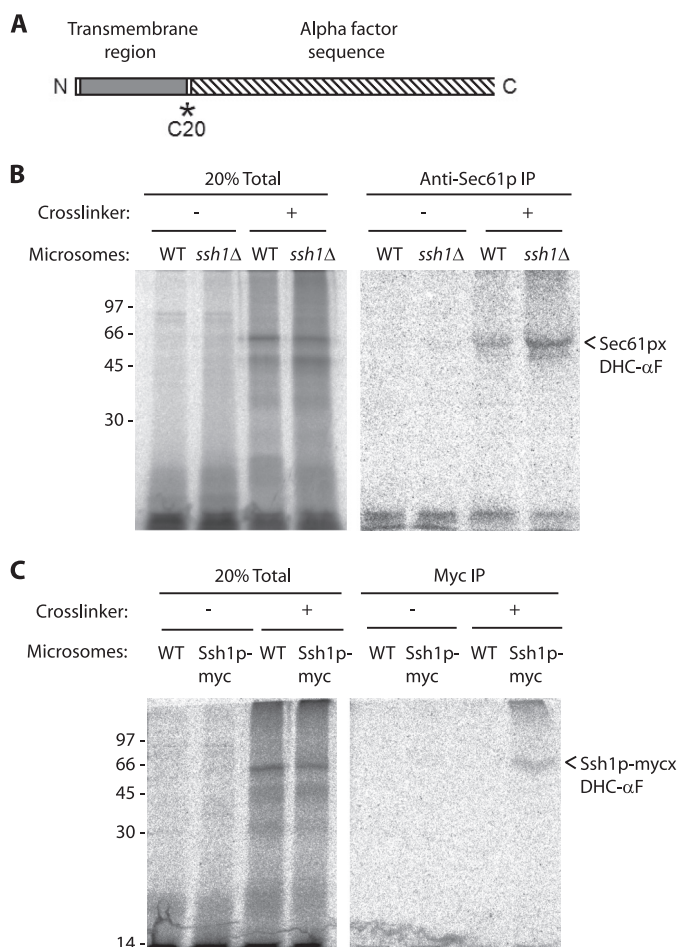 A
Transmembrane region
Alpha factor sequence
N
C
*
C20
B
20% Total
Anti-Sec61p IP
Crosslinker:
-
+
-
+
Microsomes:
WT
ssh1Δ
WT
ssh1Δ
WT
ssh1Δ
WT
ssh1Δ
97 -
66 -
45 -
30 -
< Sec61px
DHC-αF
C
20% Total
Myc IP
Crosslinker:
-
+
-
+
Microsomes:
WT
Ssh1p-myc
WT
Ssh1p-myc
WT
Ssh1p-myc
WT
Ssh1p-myc
97 -
66 -
45 -
30 -
14 -
< Ssh1p-mycx
DHC-αF